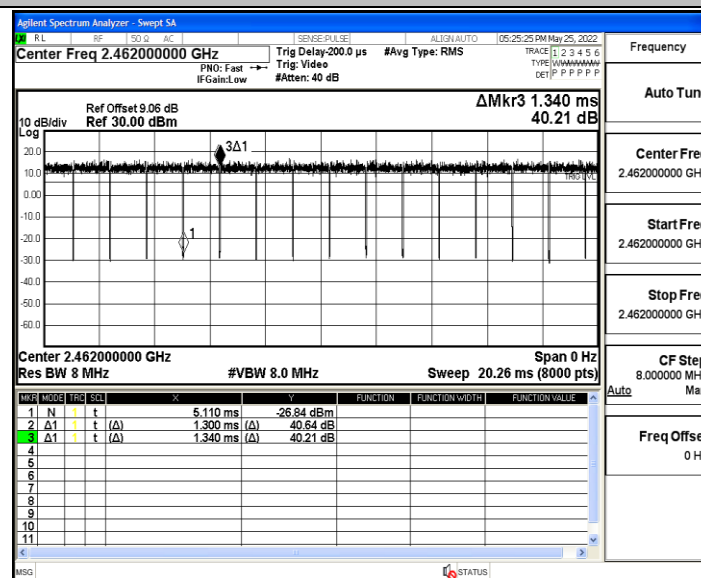 Agilent Spectrum Analyzer - Swept SA
RL RF 50 Ω AC SENSE:PULSE ALIGNAUTO 05:25:25 PM May 25, 2022
Center Freq 2.462000000 GHz
PNO: Fast
IFGain:Low
Trig Delay-200.0 µs
Trig: Video
#Atten: 40 dB
#Avg Type: RMS
TRACE 1 2 3 4 5 6
TYPE
DET P P P P P P
ΔMkr3 1.340 ms
40.21 dB
Ref Offset 9.06 dB
10 dB/div Ref 30.00 dBm
Log
20.0
10.0
0.00
-10.0
-20.0
-30.0
-40.0
-50.0
-60.0
3Δ1
1
TRIG LVL
Center 2.462000000 GHz Span 0 Hz
Res BW 8 MHz #VBW 8.0 MHz Sweep 20.26 ms (8000 pts)
MKR MODE TRC SCL X Y FUNCTION FUNCTION WIDTH FUNCTION VALUE
1 N 1 t 5.110 ms -26.84 dBm
2 Δ1 1 t (Δ) 1.300 ms (Δ) 40.64 dB
3 Δ1 1 t (Δ) 1.340 ms (Δ) 40.21 dB
4
5
6
7
8
9
10
11
MSG STATUS
Frequency
Auto Tun
Center Fre
2.462000000 GH
Start Fre
2.462000000 GH
Stop Fre
2.462000000 GH
CF Step
8.000000 MH
Auto Ma
Freq Offse
0 H